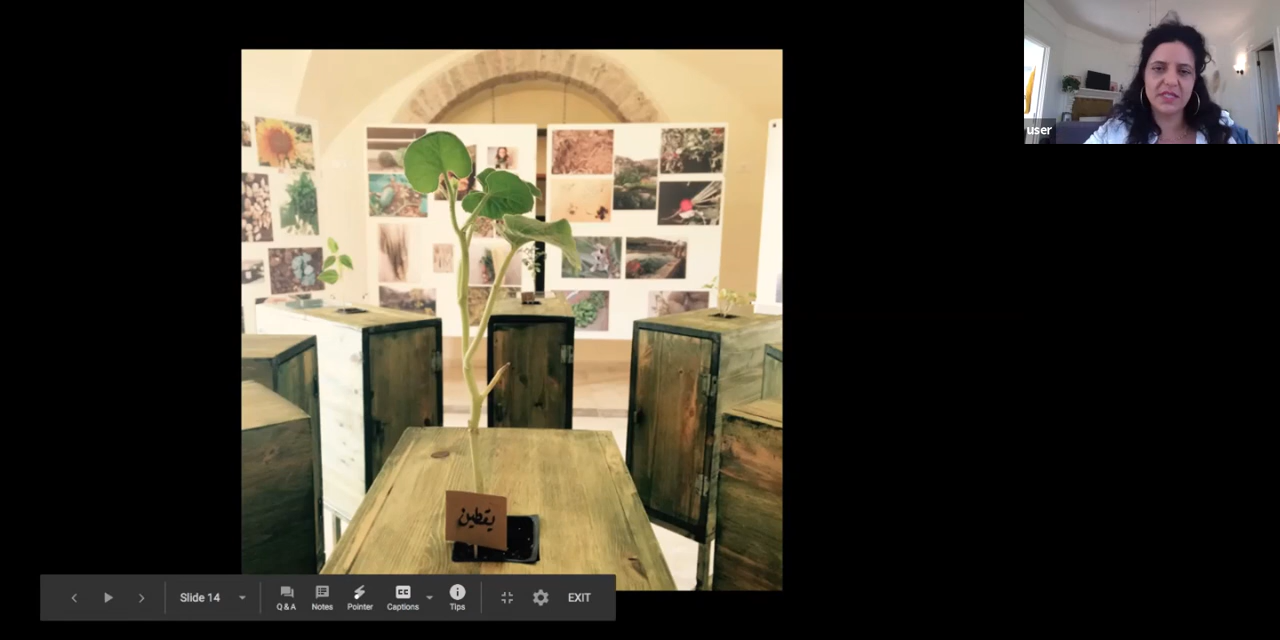 user
يقطين
Slide 14
Q&A
Notes
Pointer
Captions
Tips
EXIT